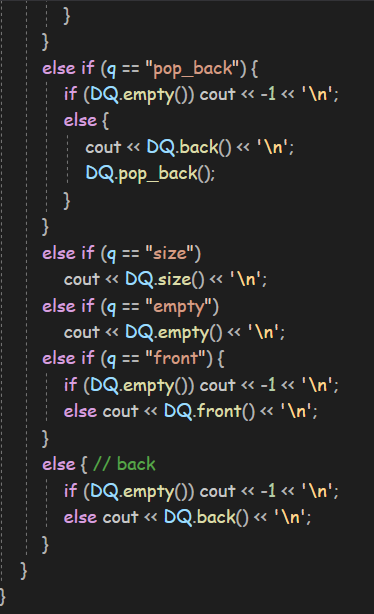 }
}
else if (q == "pop_back") {
if (DQ.empty()) cout << -1 << '\n';
else {
cout << DQ.back() << '\n';
DQ.pop_back();
}
}
else if (q == "size")
cout << DQ.size() << '\n';
else if (q == "empty")
cout << DQ.empty() << '\n';
else if (q == "front") {
if (DQ.empty()) cout << -1 << '\n';
else cout << DQ.front() << '\n';
}
else { // back
if (DQ.empty()) cout << -1 << '\n';
else cout << DQ.back() << '\n';
}
}
}